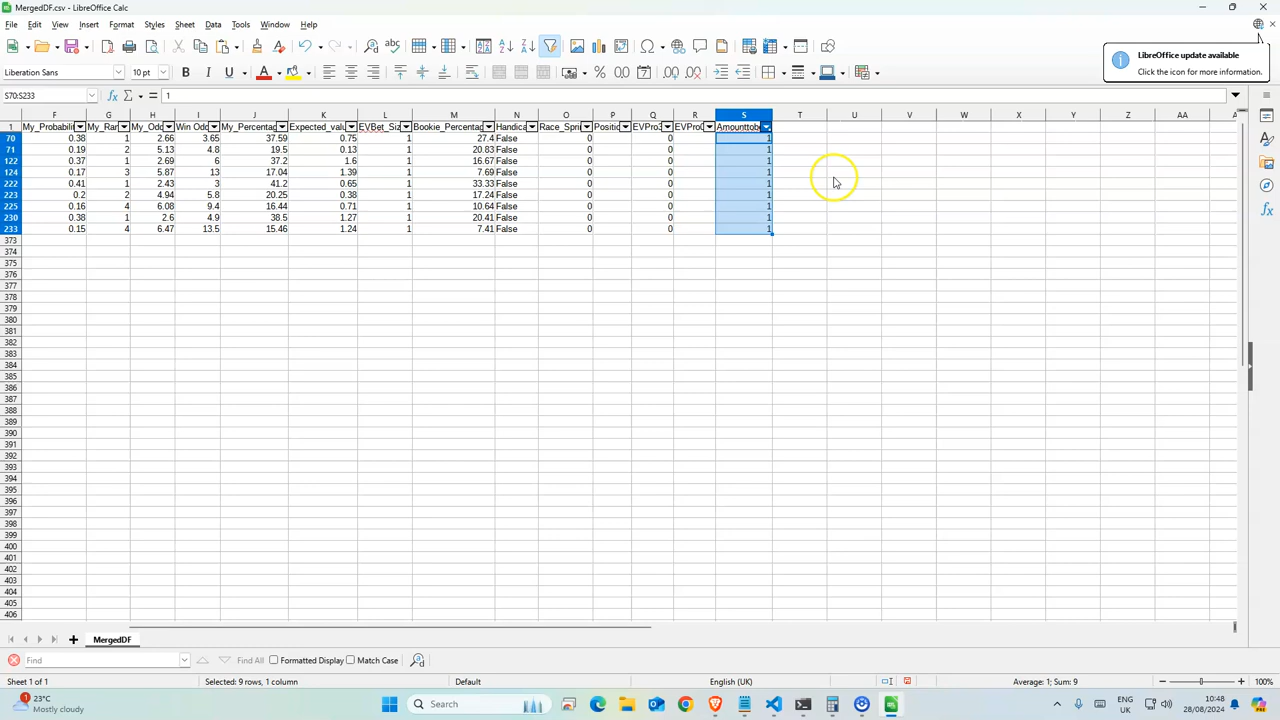 MergedDF.csv - LibreOffice Calc
File Edit View Insert Format Styles Sheet Data Tools Window Help
LibreOffice update available
Click the icon for more information.
Liberation Sans 10 pt
S70:S233 1
F G H I J K L M N O P Q R S T U V W X Y Z AA
1 My_Probabili My_Ran My_Odd Win Odd My_Percentag Expected_valu EVBet_Siz Bookie_Percentage Handica Race_Sprin Positio EVPro EVPro Amounttob
70 0.38 1 2.66 3.65 37.59 0.75 1 27.4 False 0 0 1
71 0.19 2 5.13 4.8 19.5 0.13 1 20.83 False 0 0 1
122 0.37 1 2.69 6 37.2 1.6 1 16.67 False 0 0 1
124 0.17 3 5.87 13 17.04 1.39 1 7.69 False 0 0 1
222 0.41 1 2.43 3 41.2 0.65 1 33.33 False 0 0 1
223 0.2 2 4.94 5.8 20.25 0.38 1 17.24 False 0 0 1
225 0.16 4 6.08 9.4 16.44 0.71 1 10.64 False 0 0 1
230 0.38 1 2.6 4.9 38.5 1.27 1 20.41 False 0 0 1
233 0.15 4 6.47 13.5 15.46 1.24 1 7.41 False 0 0 1
373
374
375
376
377
378
379
380
381
382
383
384
385
386
387
388
389
390
391
392
393
394
395
396
397
398
399
400
401
402
403
404
405
406
MergedDF
Find Find All Formatted Display Match Case
Sheet 1 of 1 Selected: 9 rows, 1 column Default English (UK) Average: 1; Sum: 9 100%
1 23°C
Mostly cloudy
Search
ENG
UK
10:48
28/08/2024